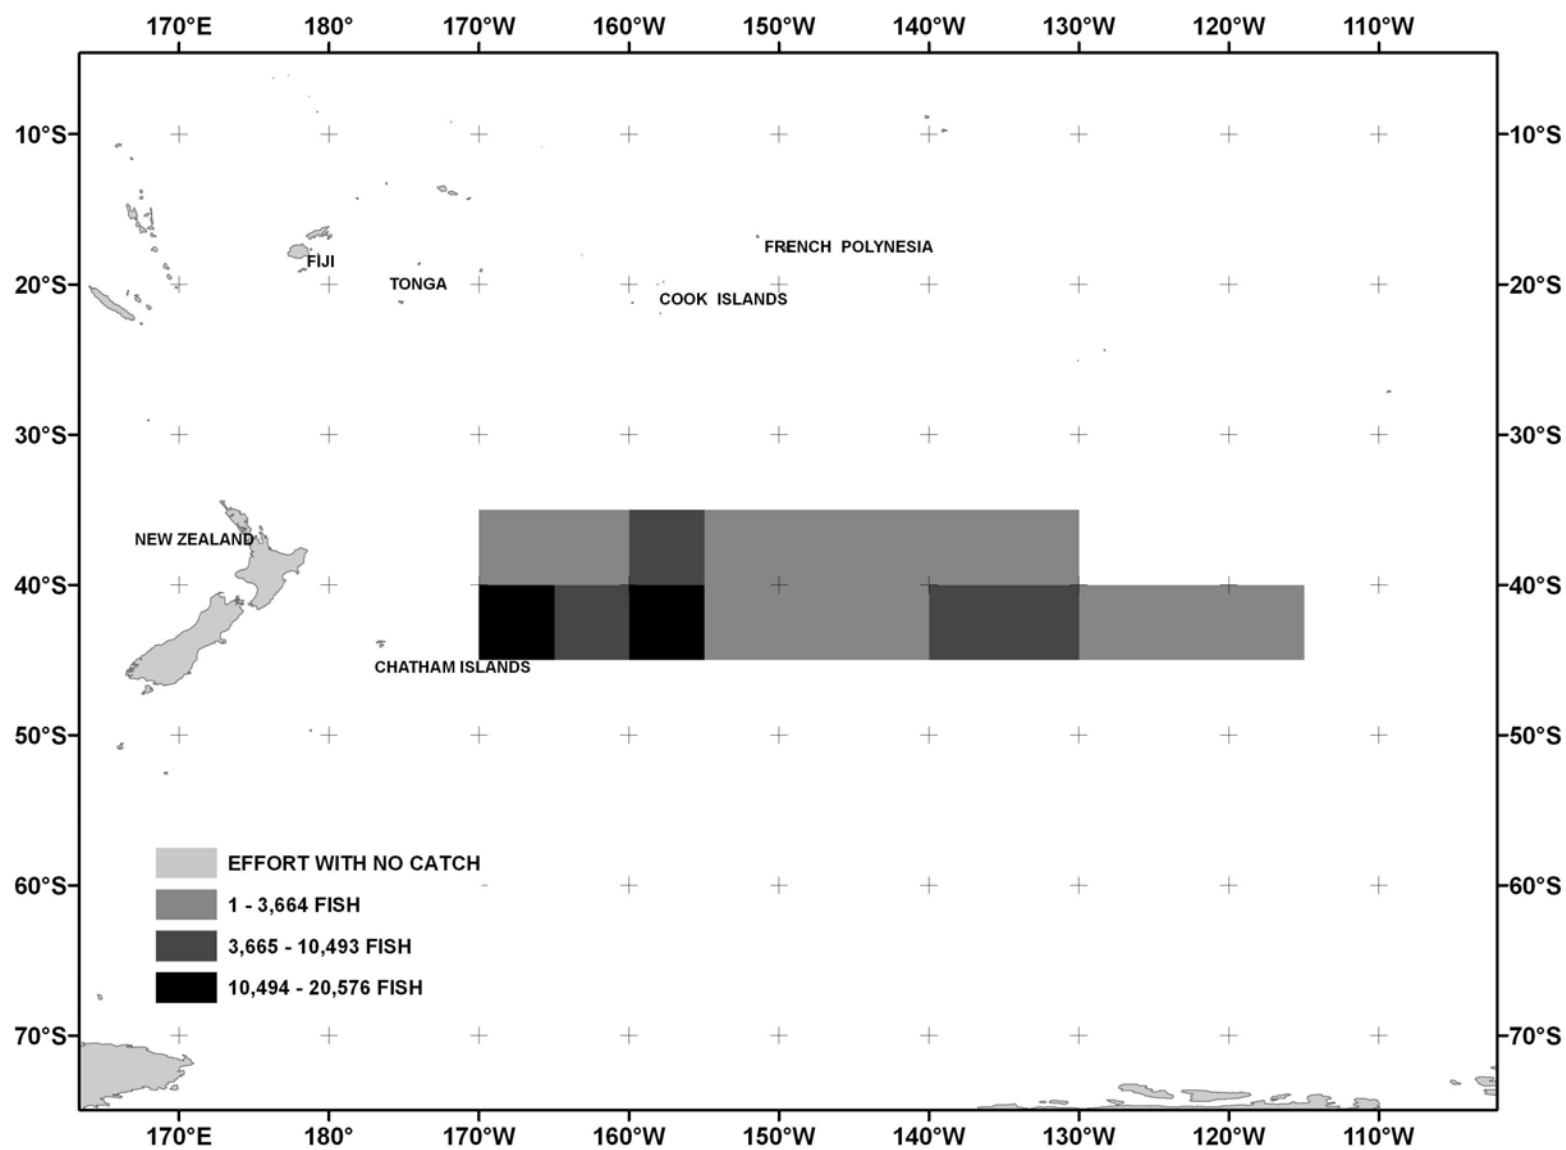 170°E 180° 170°W 160°W 150°W 140°W 130°W 120°W 110°W
10°S 10°S
FRENCH POLYNESIA
FIJI
TONGA
20°S 20°S
COOK ISLANDS
30°S 30°S
NEW ZEALAND
40°S 40°S
CHATHAM ISLANDS
50°S 50°S
EFFORT WITH NO CATCH
60°S 60°S
1 - 3,664 FISH
3,665 - 10,493 FISH
10,494 - 20,576 FISH
70°S 70°S
170°E 180° 170°W 160°W 150°W 140°W 130°W 120°W 110°W